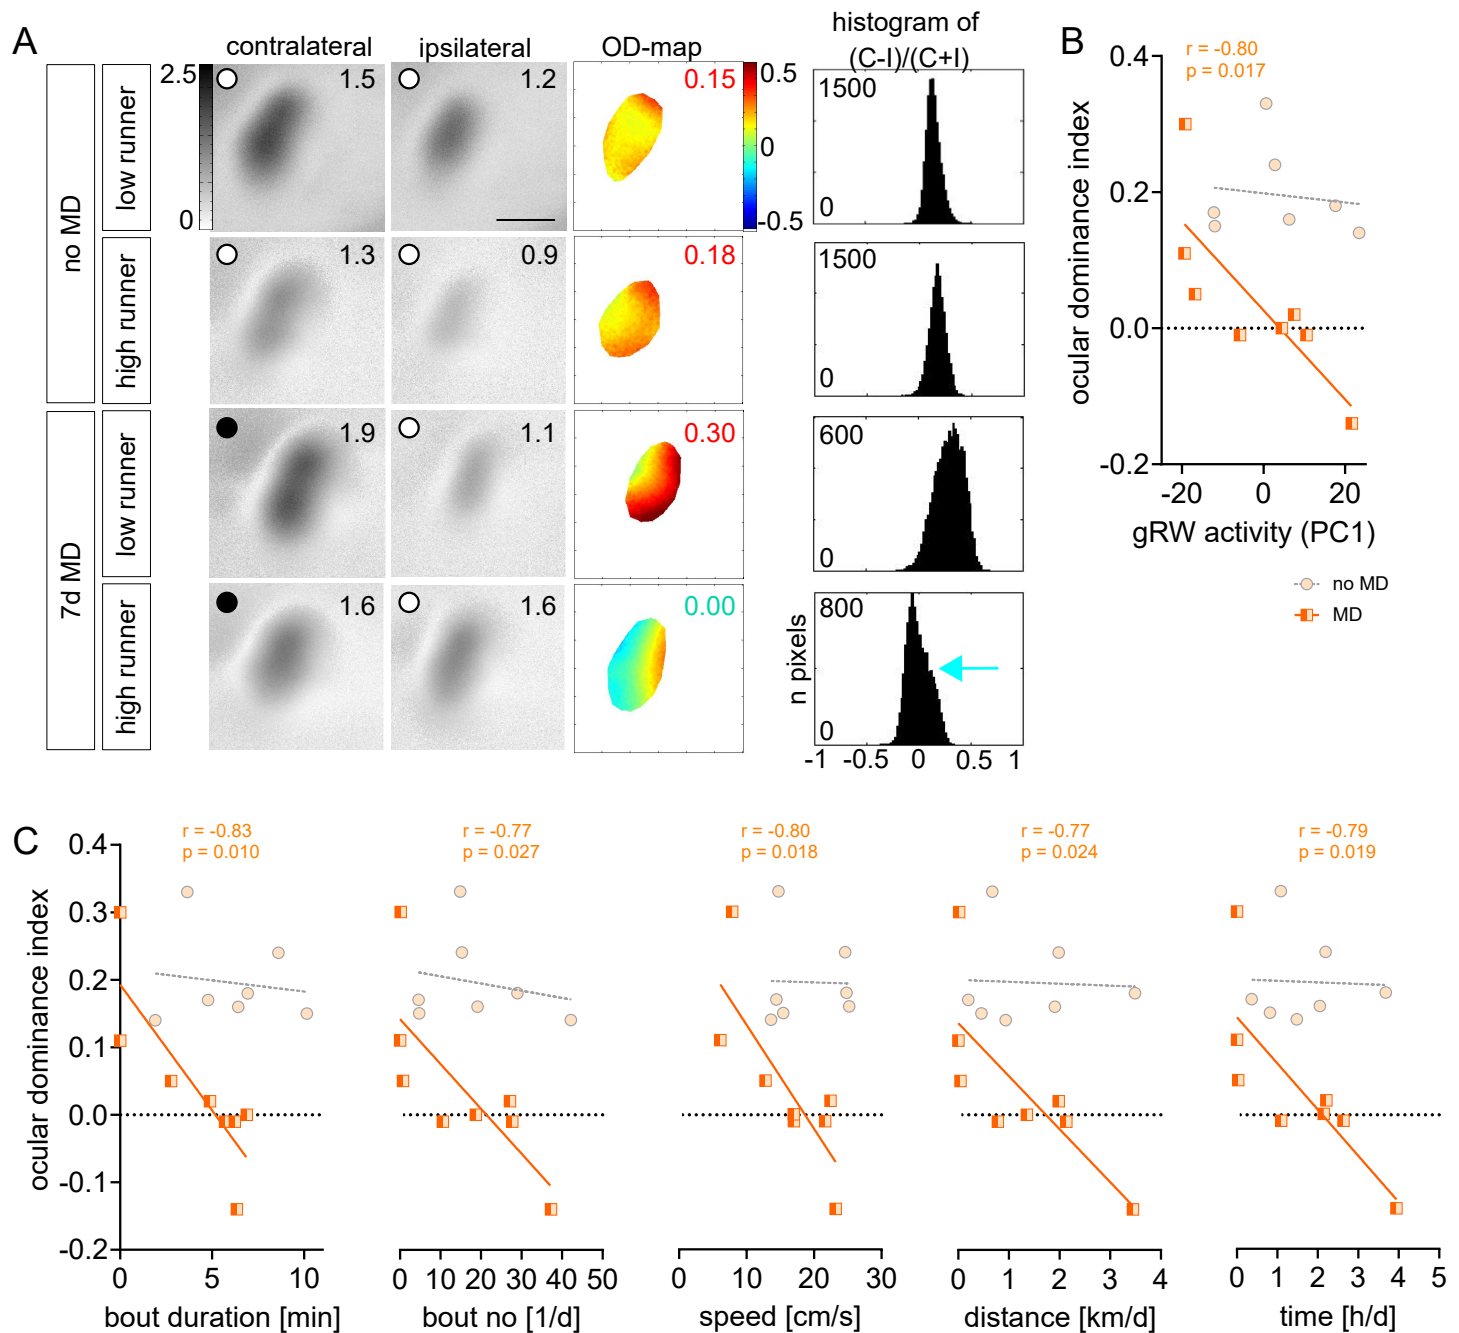 A
contralateral
ipsilateral
OD-map
histogram of
(C-I)/(C+I)
no MD
low runner
2.5
0
1.5
1.2
0.15
0.5
0
-0.5
1500
0
high runner
1.3
0.9
0.18
1500
0
7d MD
low runner
1.9
1.1
0.30
600
0
high runner
1.6
1.6
0.00
n pixels
800
0
-1 -0.5 0 0.5 1
B
r = -0.80
p = 0.017
ocular dominance index
0.4
0.2
0.0
-0.2
-20 0 20
gRW activity (PC1)
no MD
MD
C
ocular dominance index
0.4
0.3
0.2
0.1
0.0
-0.1
-0.2
r = -0.83
p = 0.010
0 5 10
bout duration [min]
r = -0.77
p = 0.027
0 10 20 30 40 50
bout no [1/d]
r = -0.80
p = 0.018
0 10 20 30
speed [cm/s]
r = -0.77
p = 0.024
0 1 2 3 4
distance [km/d]
r = -0.79
p = 0.019
0 1 2 3 4 5
time [h/d]